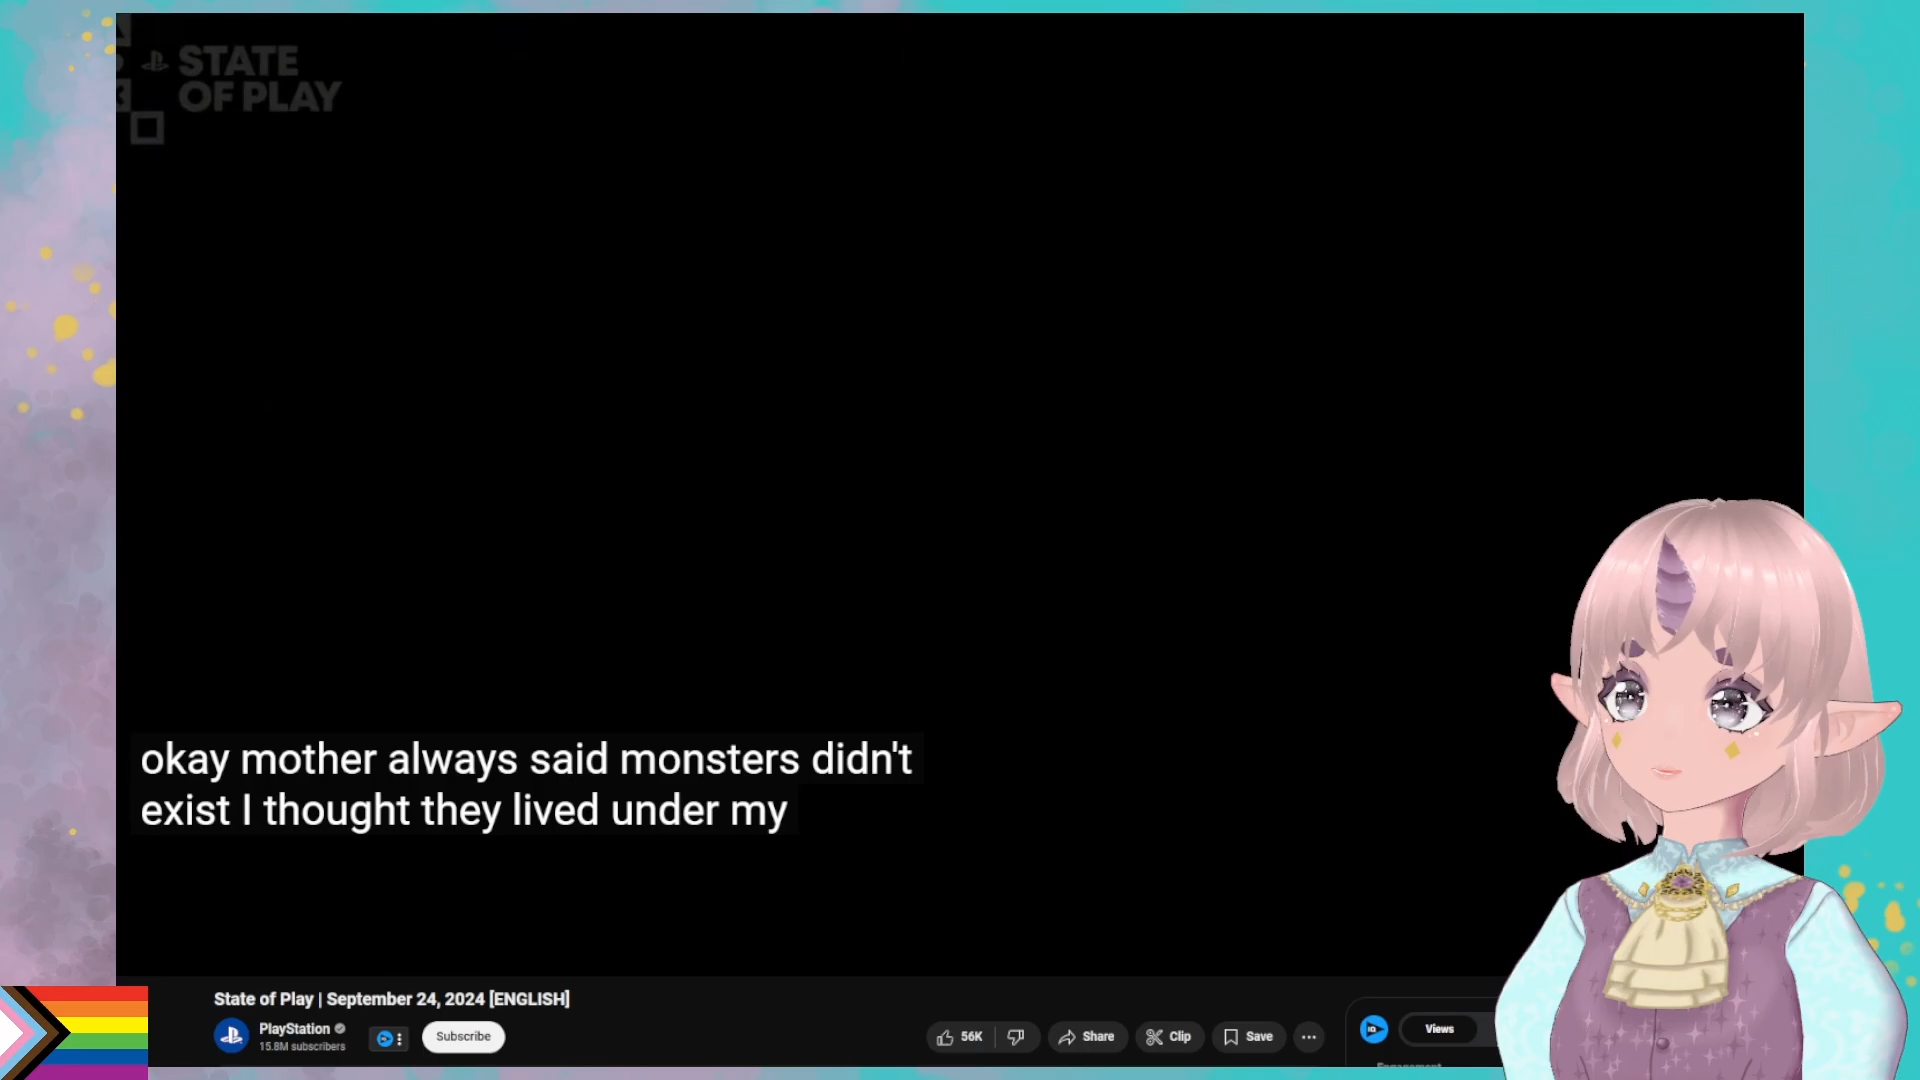 STATE
OF PLAY
okay mother always said monsters didn't
exist I thought they lived under my
State of Play | September 24, 2024 [ENGLISH]
PlayStation
15.8M subscribers
Subscribe
56K
Share
Clip
Save
Views